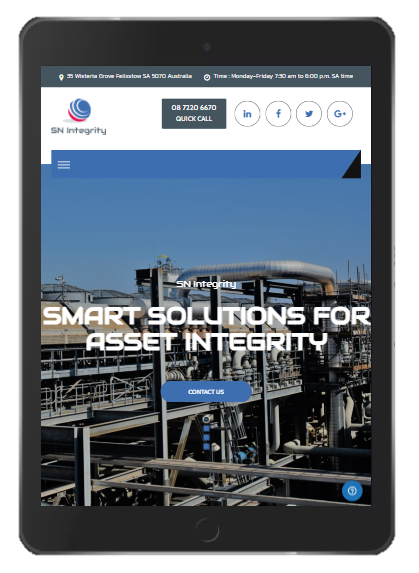 35 Wisteria Grove Felixstow SA 5070 Australia
Time : Monday-Friday 7:30 am to 6:00 p.m. SA time
SN Integrity
08 7220 6670
QUICK CALL
in f G+
SN Integrity
SMART SOLUTIONS FOR
ASSET INTEGRITY
CONTACT US
?